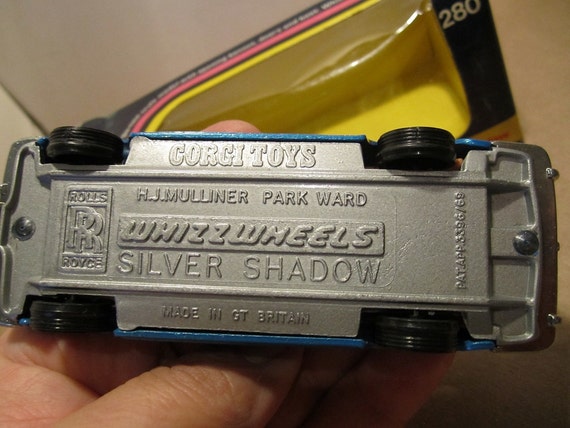 280
CORGI TOYS
H.J.MULLINER PARK WARD
ROLLS
RR
ROYCE
WHIZZWHEELS
SILVER SHADOW
MADE IN GT BRITAIN